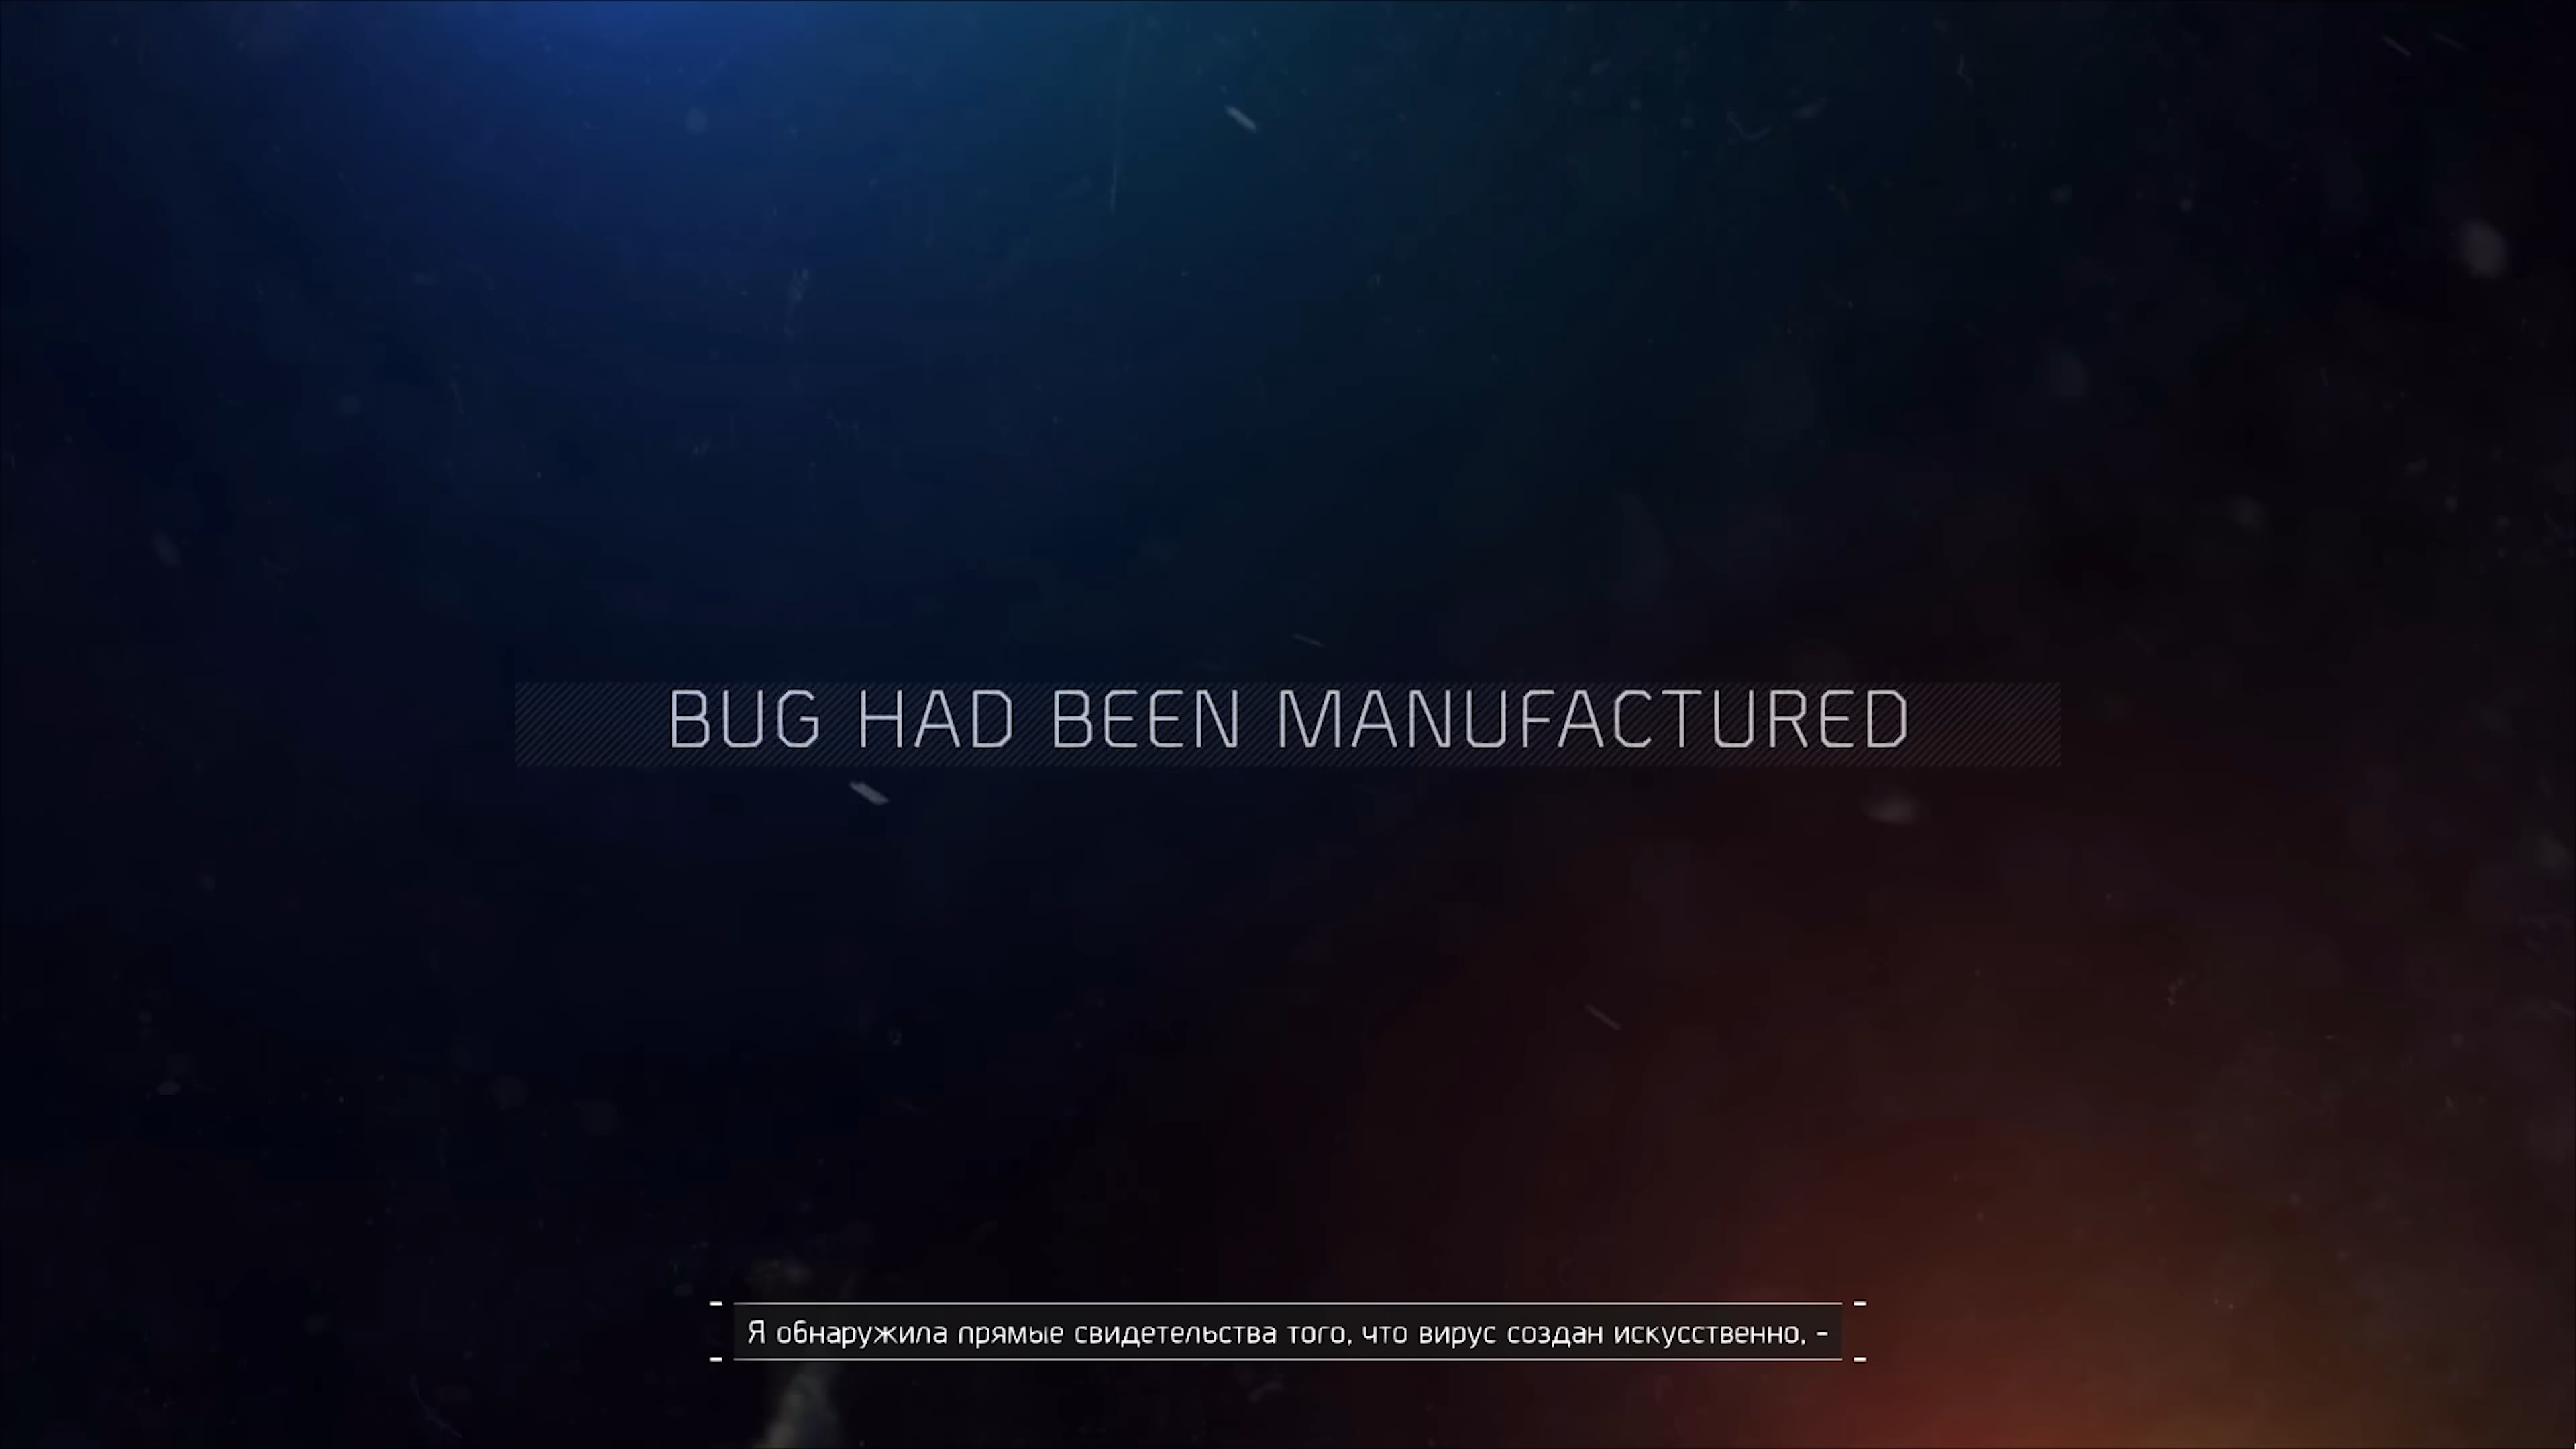 BUG HAD BEEN MANUFACTURED
Я обнаружила прямые свидетельства того, что вирус создан искусственно, -